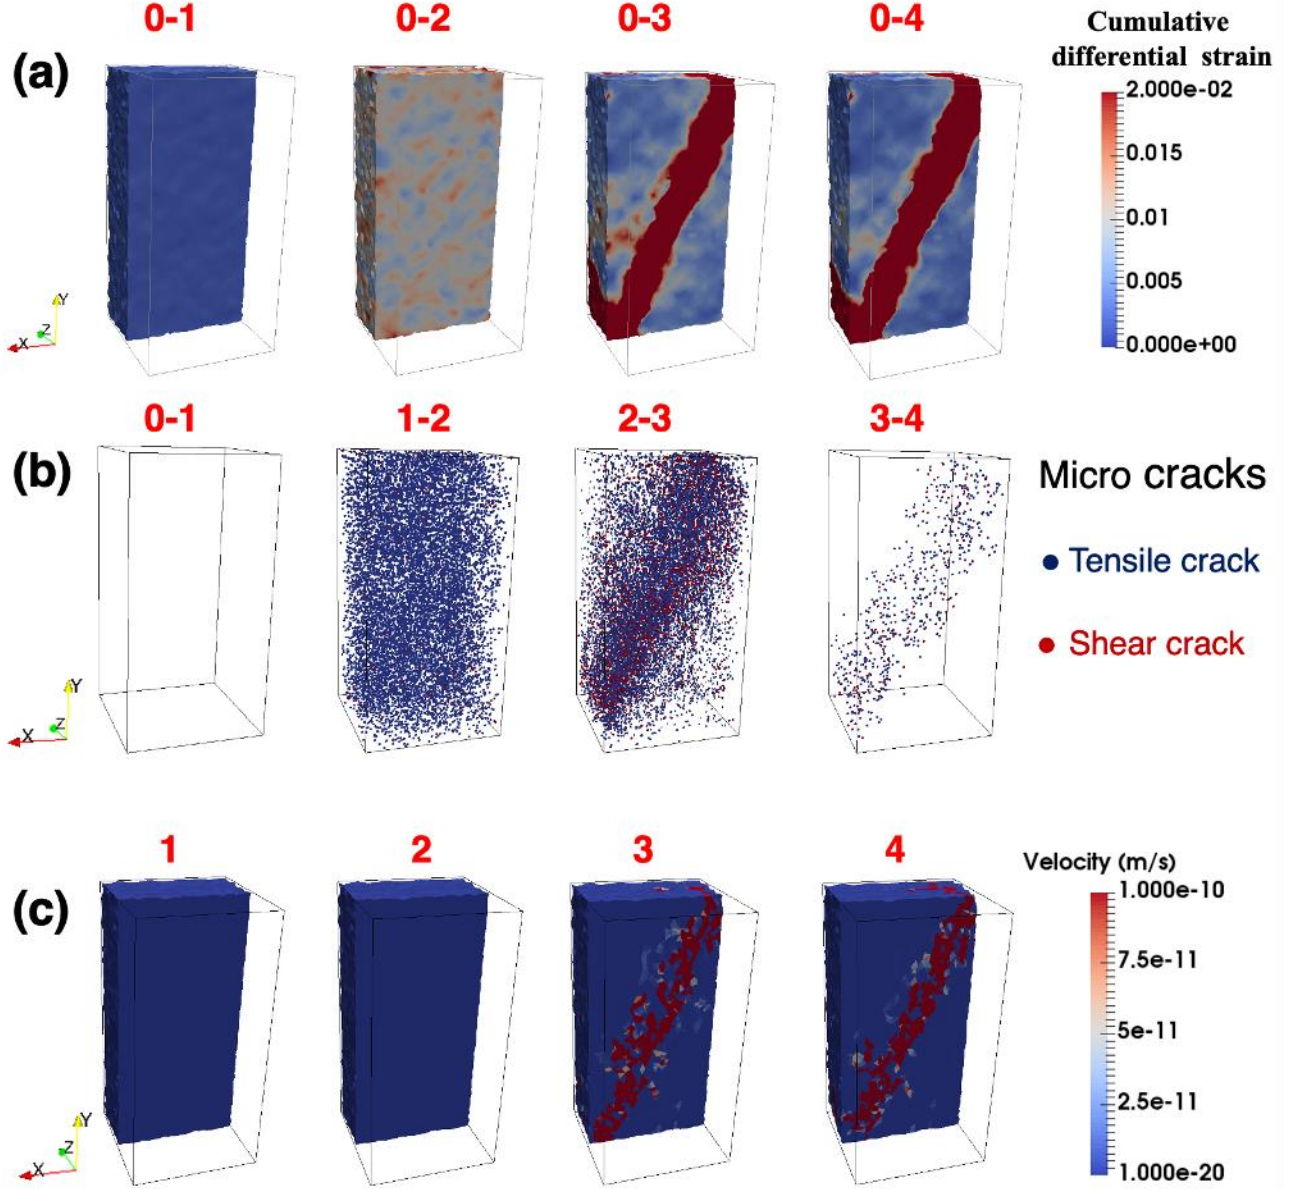 0-1 0-2 0-3 0-4
Cumulative
differential strain
(a)
2.000e-02
0.015
0.01
0.005
0.000e+00
Y
Z
X
0-1 1-2 2-3 3-4
(b)
Micro cracks
Tensile crack
Shear crack
Y
Z
X
1 2 3 4
Velocity (m/s)
(c)
1.000e-10
7.5e-11
5e-11
2.5e-11
1.000e-20
Y
Z
X